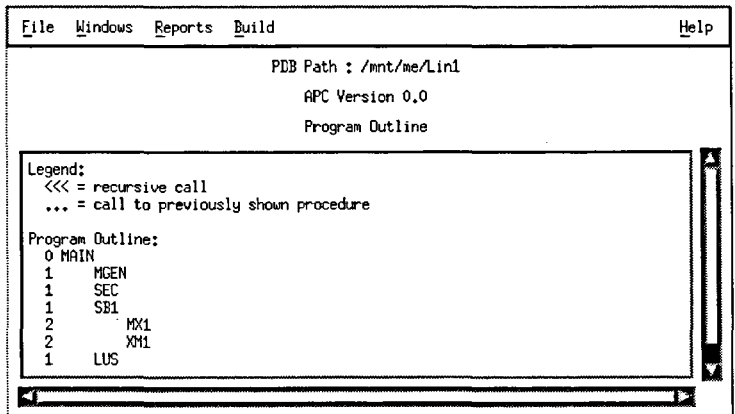 File Windows Reports Build Help
PDB Path : /mnt/me/Lin1
APC Version 0.0
Program Outline
Legend:
<<< = recursive call
... = call to previously shown procedure
Program Outline:
0 MAIN
1 MGEN
1 SEC
1 SB1
2 MX1
2 XM1
1 LUS